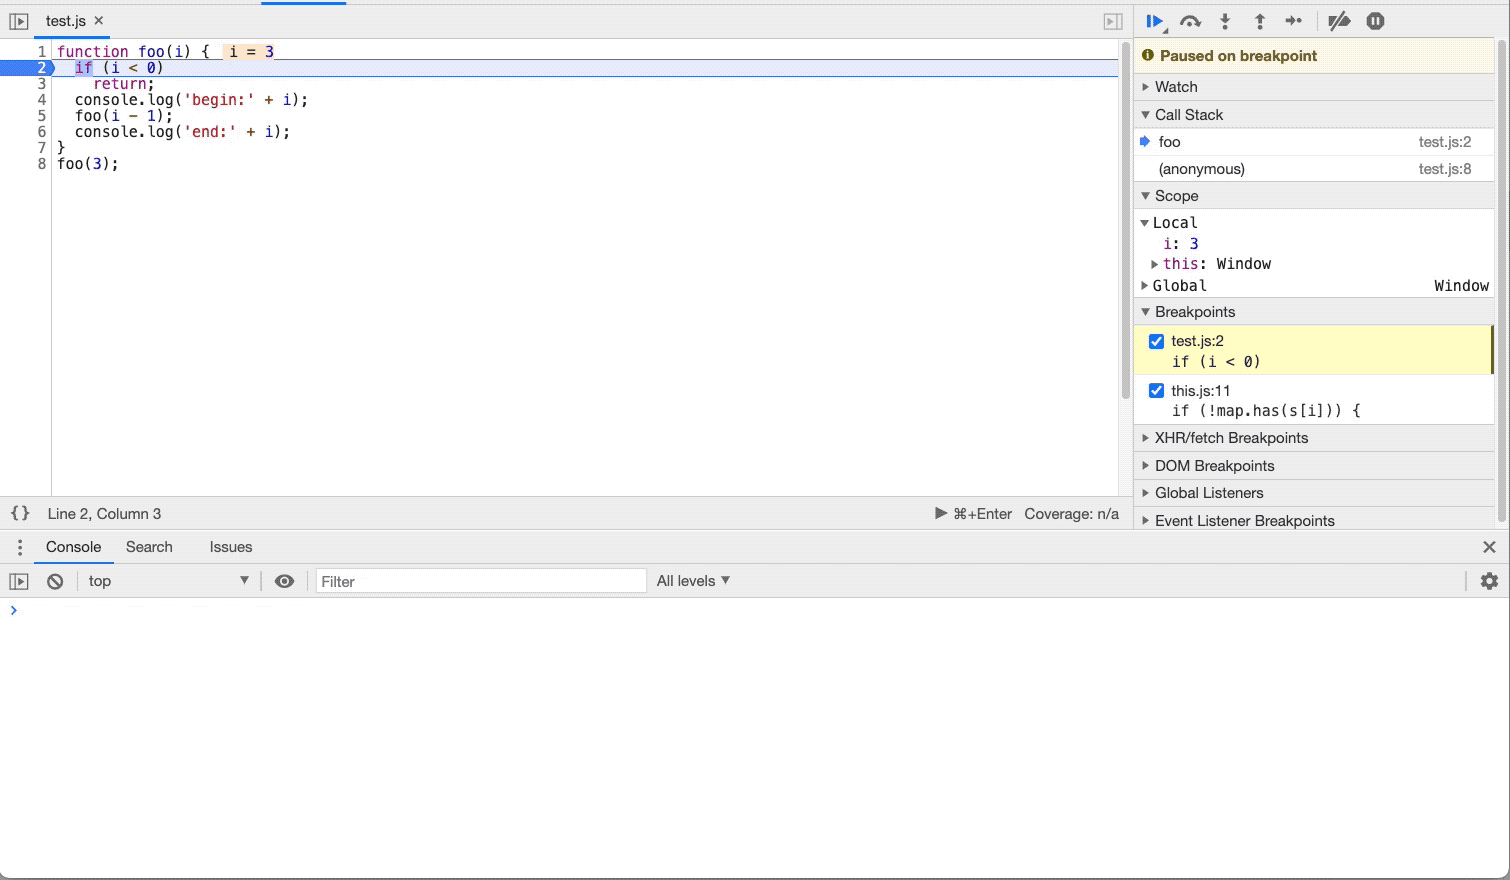 test.js ×
1 function foo(i) { i = 3
2 if (i < 0)
3 return;
4 console.log('begin:' + i);
5 foo(i - 1);
6 console.log('end:' + i);
7 }
8 foo(3);
{} Line 2, Column 3
⌘+Enter Coverage: n/a
Paused on breakpoint
Watch
Call Stack
foo test.js:2
(anonymous) test.js:8
Scope
Local
i: 3
this: Window
Global Window
Breakpoints
test.js:2
if (i < 0)
this.js:11
if (!map.has(s[i])) {
XHR/fetch Breakpoints
DOM Breakpoints
Global Listeners
Event Listener Breakpoints
Console Search Issues
top Filter All levels